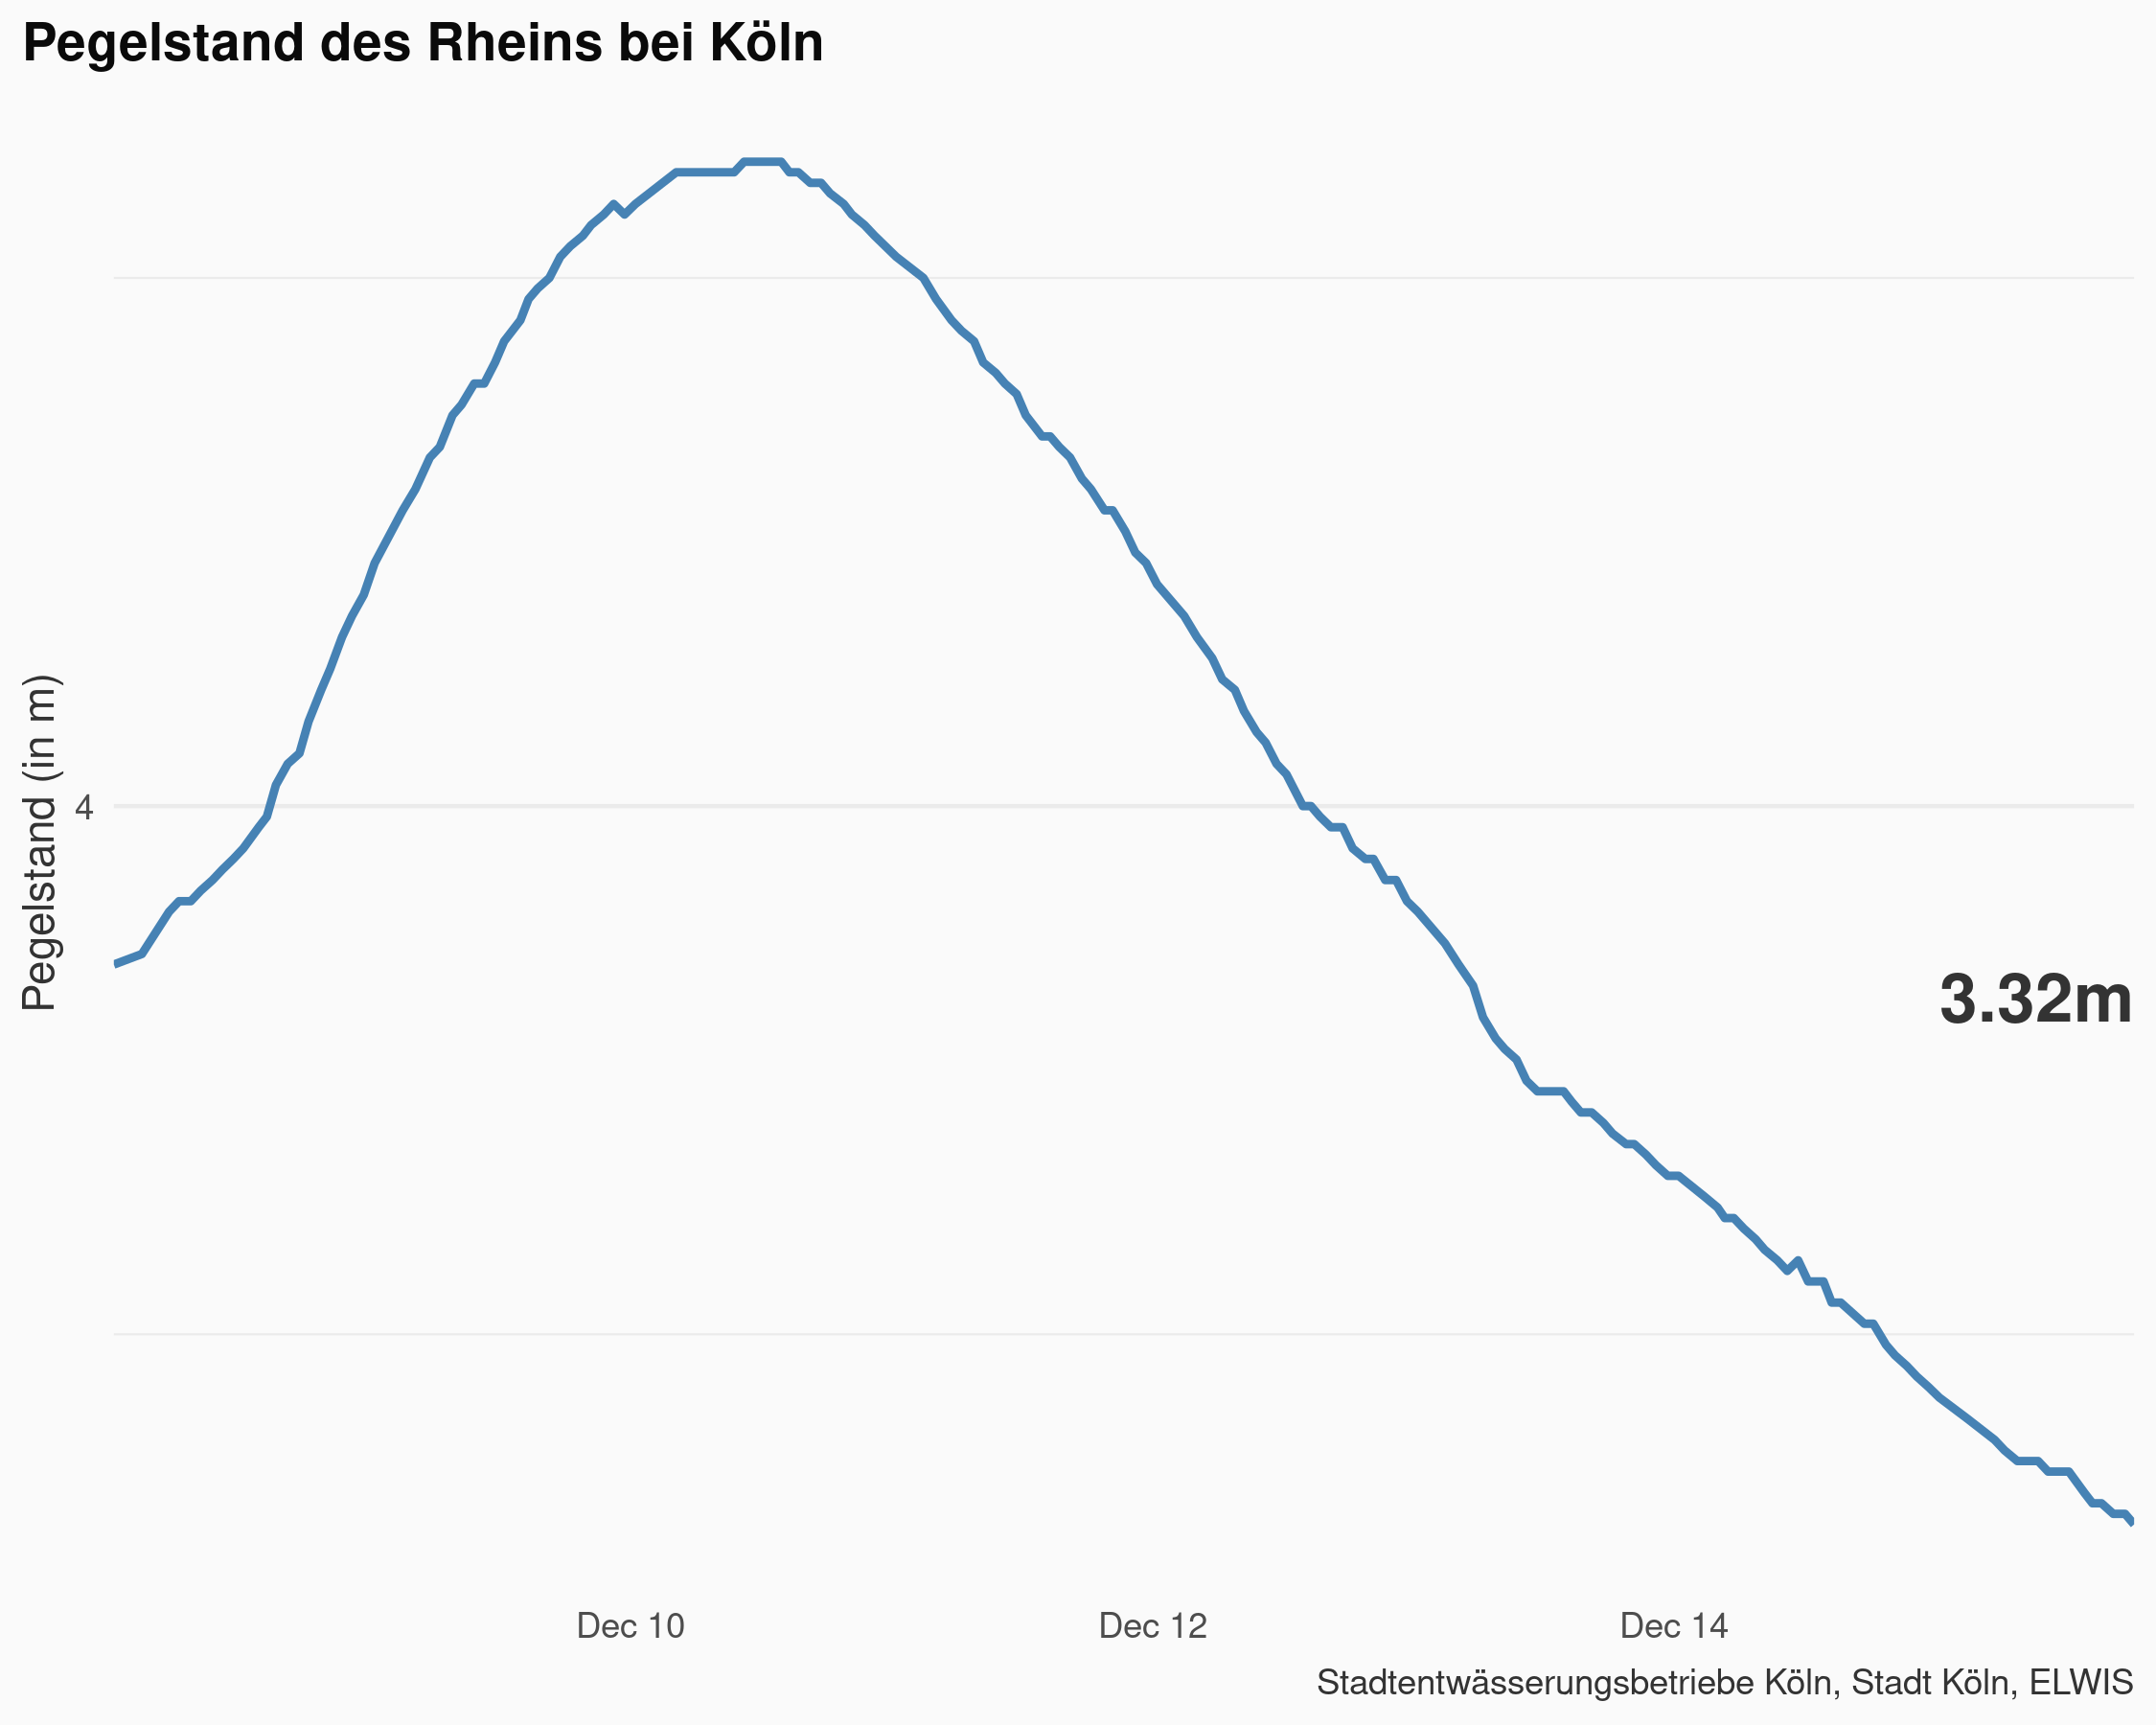 Pegelstand des Rheins bei Köln
Pegelstand (in m)
4
3.32m
Dec 10
Dec 12
Dec 14
Stadtentwässerungsbetriebe Köln, Stadt Köln, ELWIS